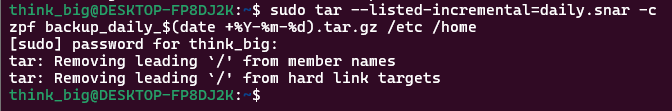 think_big@DESKTOP-FP8DJ2K:~$ sudo tar --listed-incremental=daily.snar -c
zpf backup_daily_$(date +%Y-%m-%d).tar.gz /etc /home
[sudo] password for think_big:
tar: Removing leading `/' from member names
tar: Removing leading `/' from hard link targets
think_big@DESKTOP-FP8DJ2K:~$